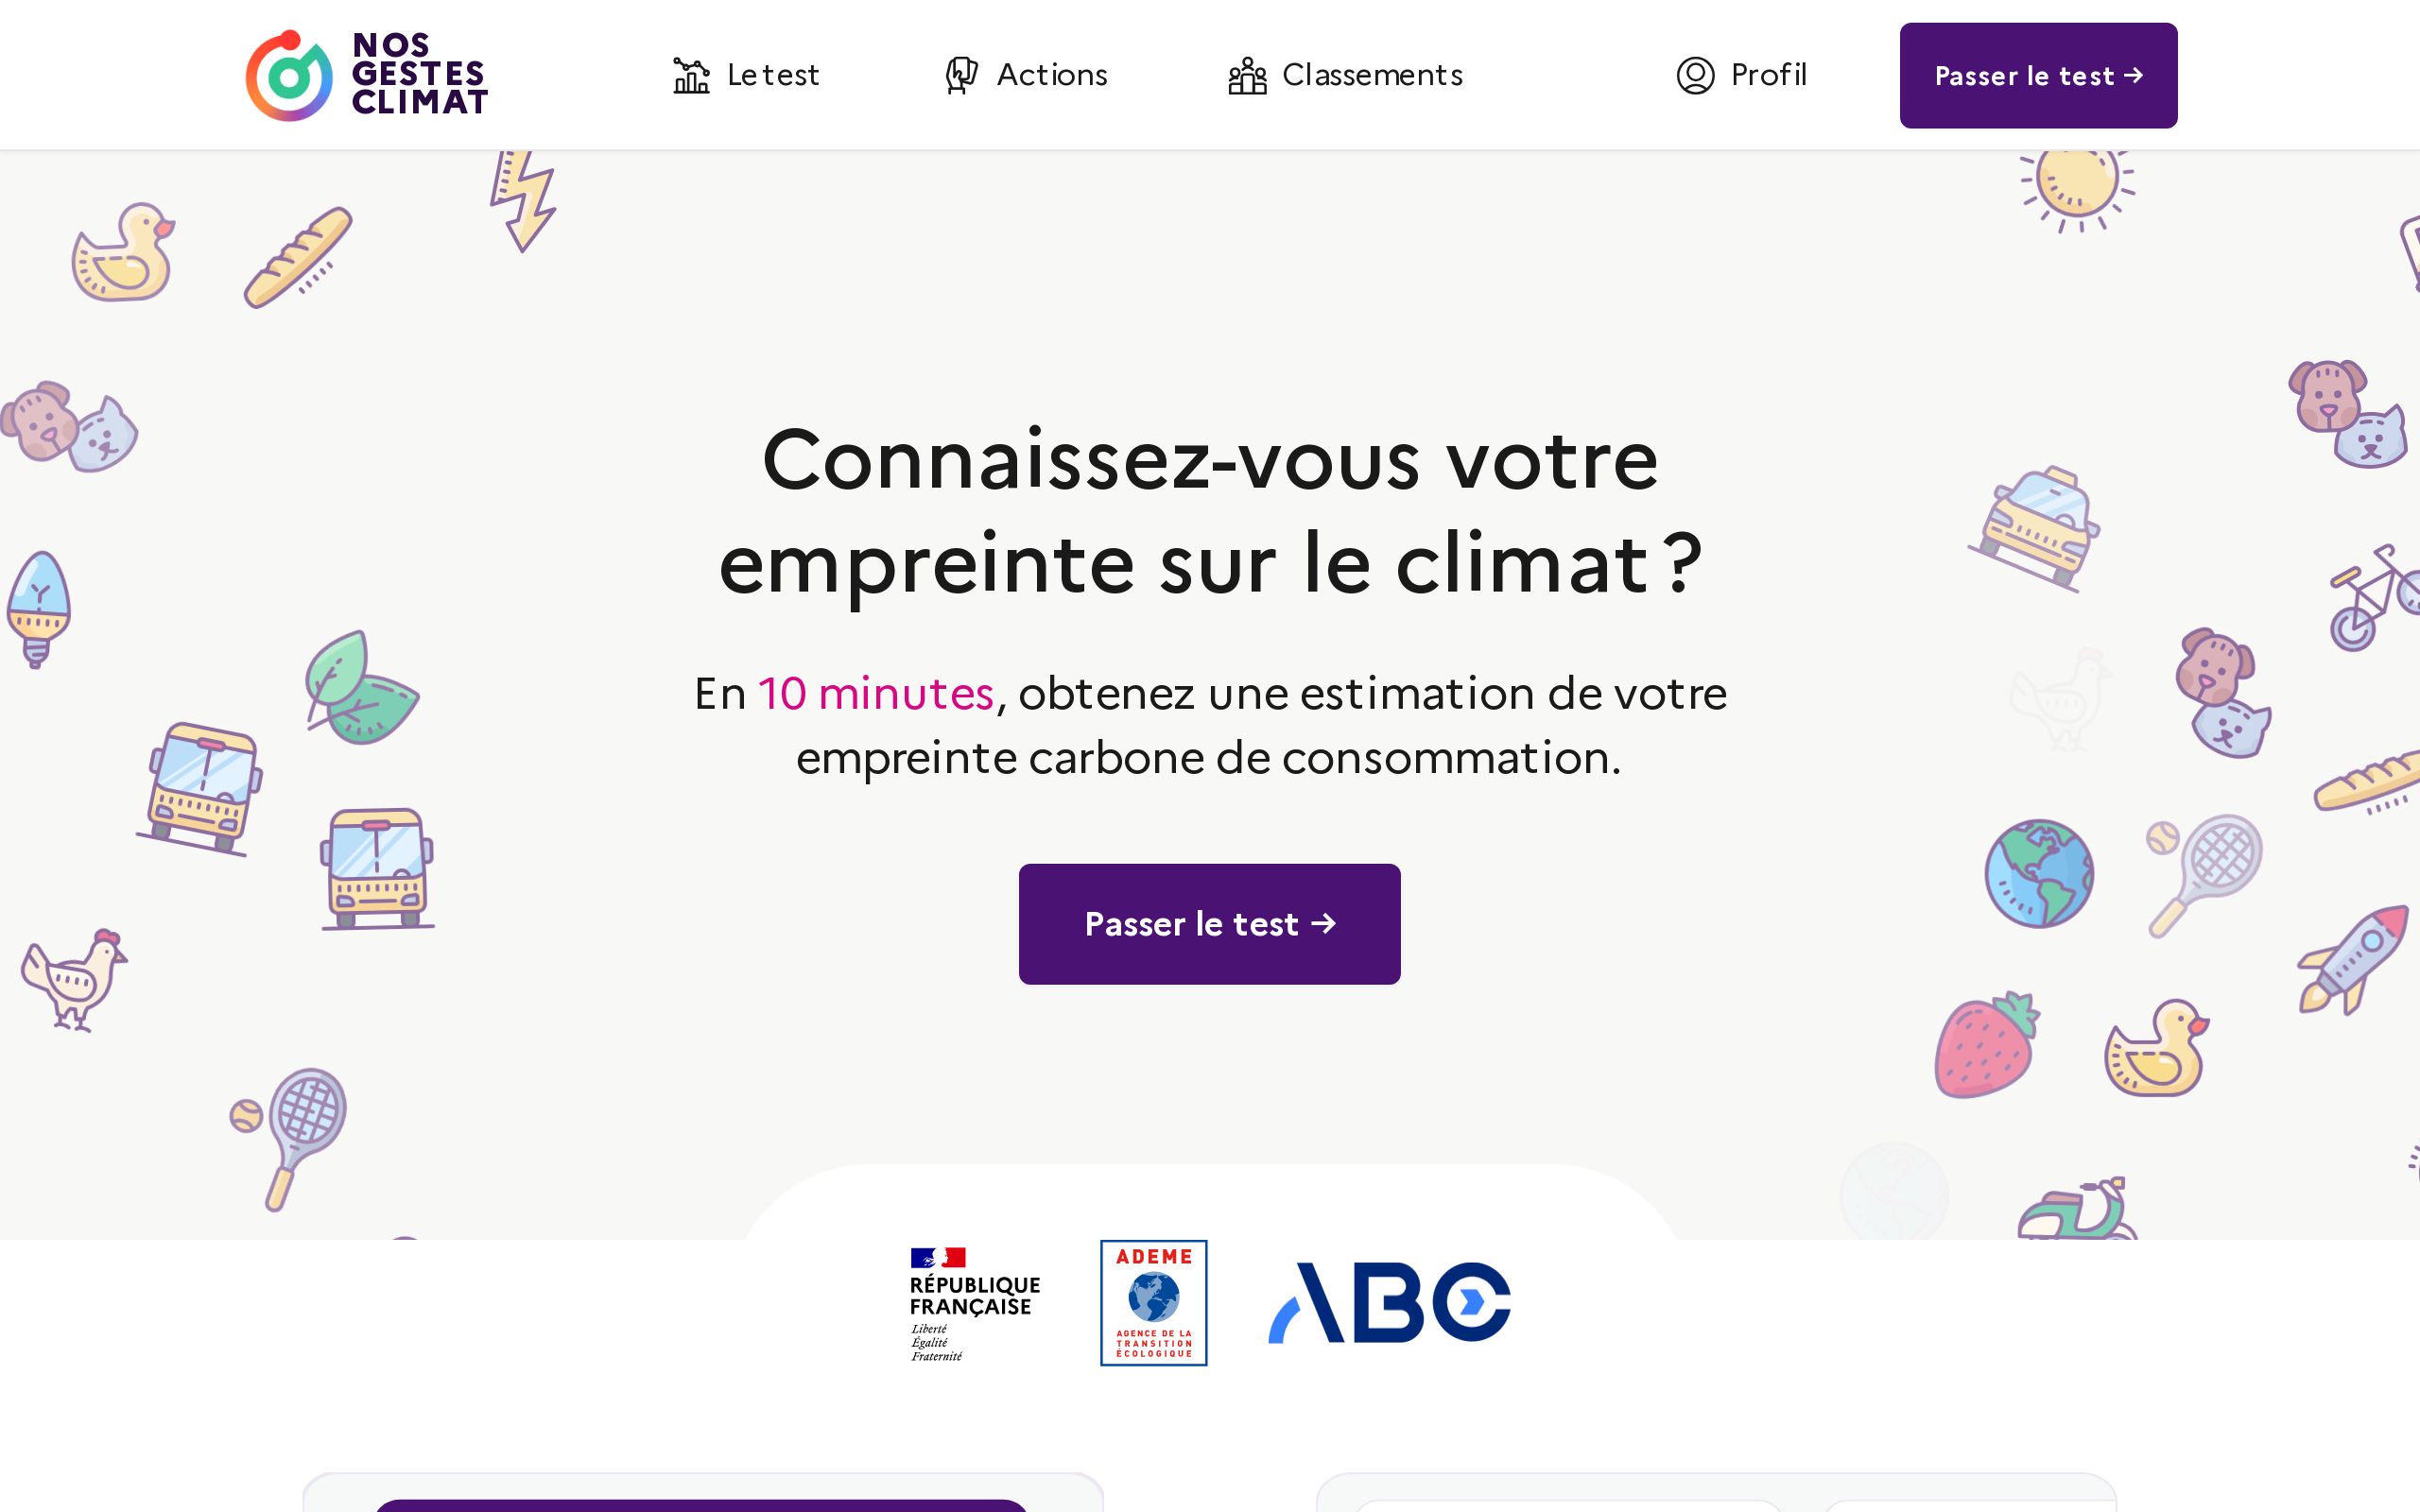 NOS
GESTES
CLIMAT
Le test
Actions
Classements
Profil
Passer le test →
Connaissez-vous votre
empreinte sur le climat ?
En 10 minutes, obtenez une estimation de votre
empreinte carbone de consommation.
Passer le test →
RÉPUBLIQUE
FRANÇAISE
Liberté
Égalité
Fraternité
ADEME
AGENCE DE LA
TRANSITION
ÉCOLOGIQUE
ABC